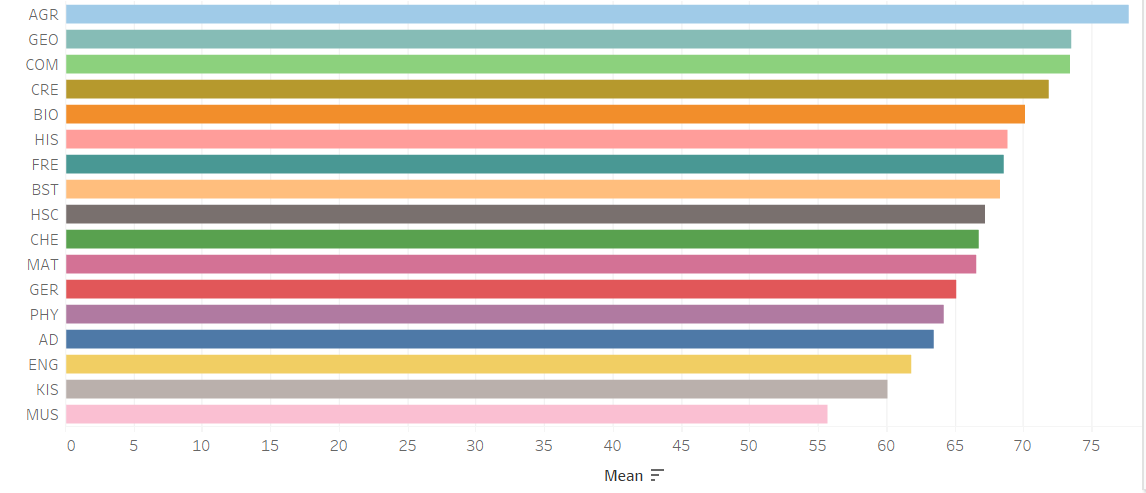 AGR
GEO
COM
CRE
BIO
HIS
FRE
BST
HSC
CHE
MAT
GER
PHY
AD
ENG
KIS
MUS
0 5 10 15 20 25 30 35 40 45 50 55 60 65 70 75
Mean